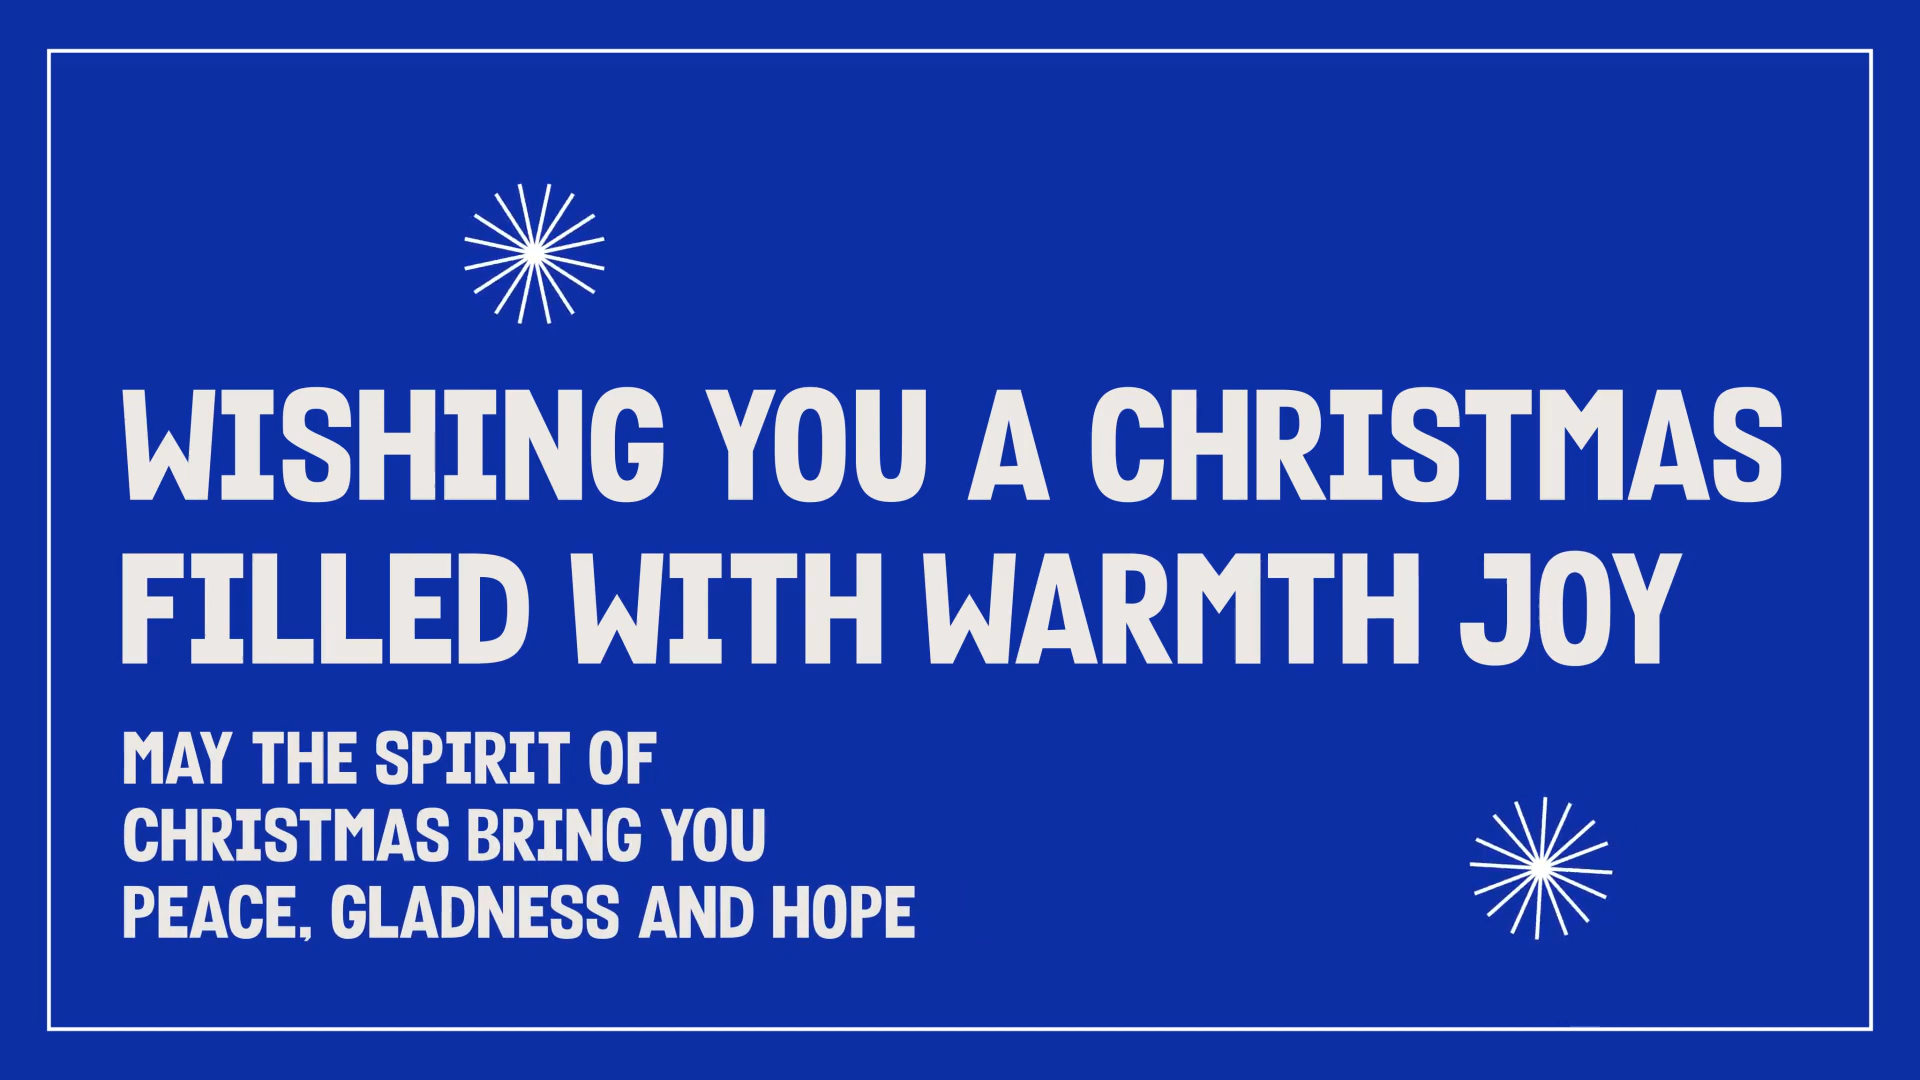 WISHING YOU A CHRISTMAS
FILLED WITH WARMTH JOY
MAY THE SPIRIT OF
CHRISTMAS BRING YOU
PEACE, GLADNESS AND HOPE